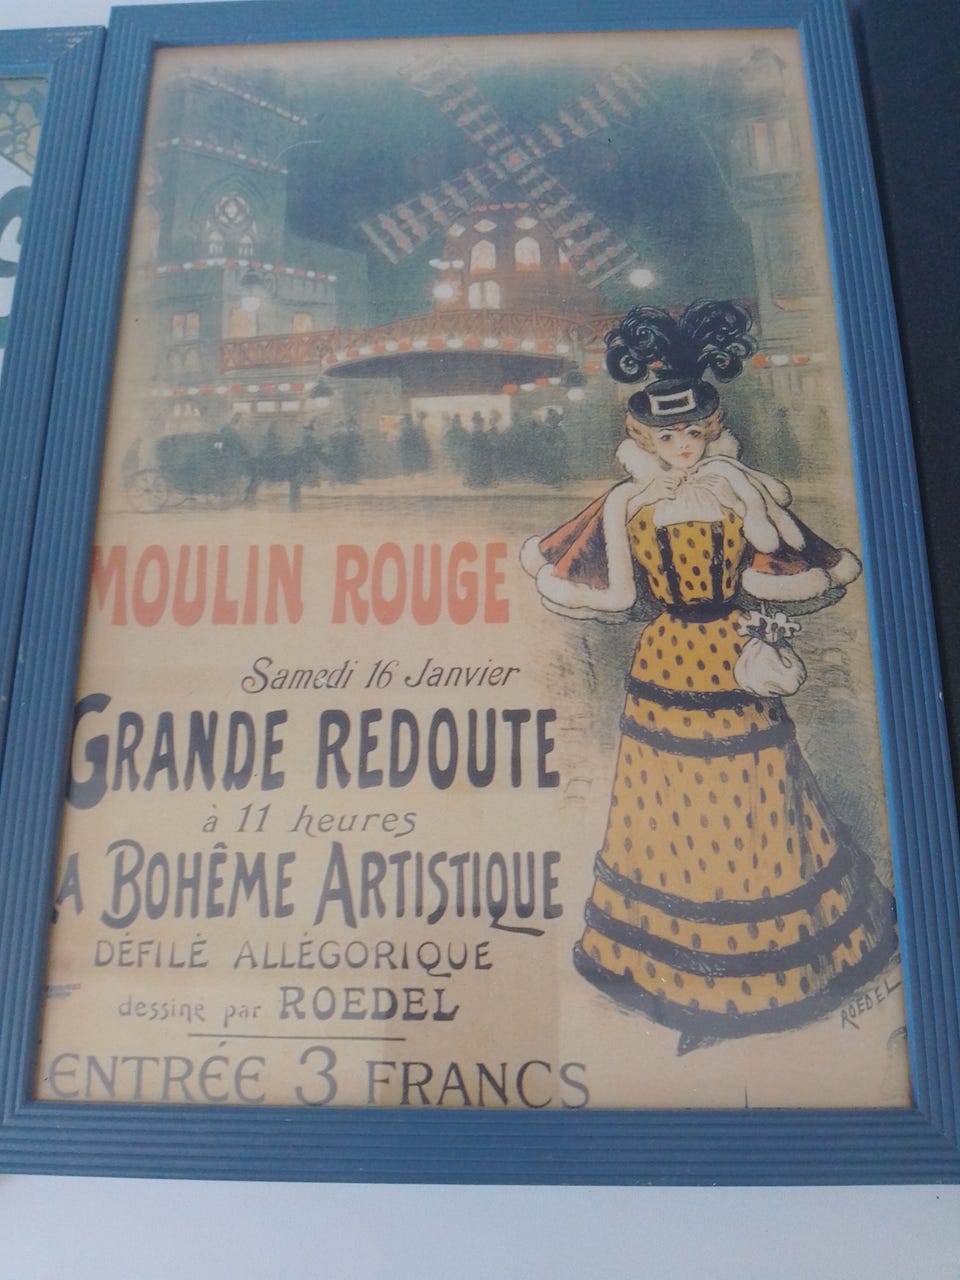 MOULIN ROUGE
Samedi 16 Janvier
GRANDE REDOUTE
à 11 heures
A BOHÊME ARTISTIQUE
DÉFILÉ ALLÉGORIQUE
dessiné par ROEDEL
ENTRÉE 3 FRANCS
ROEDEL